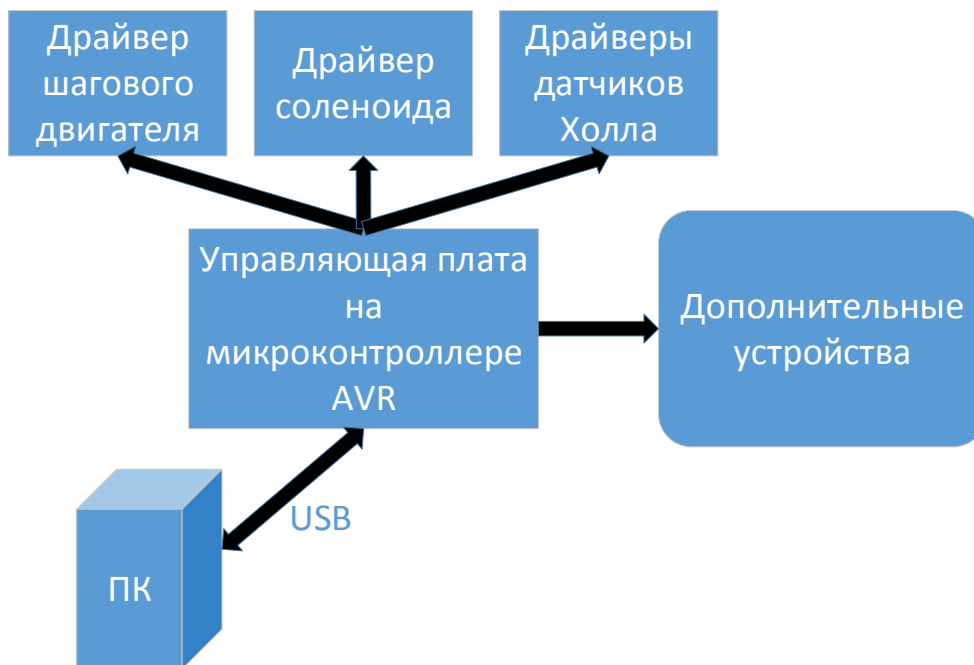 Драйвер
шагового
двигателя
Драйвер
соленоида
Драйверы
датчиков
Холла
Управляющая плата
на
микроконтроллере
AVR
Дополнительные
устройства
USB
ПК